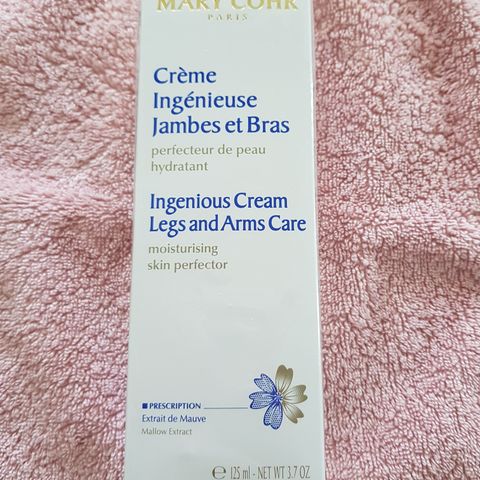 MARY COHR
PARIS
Crème
Ingénieuse
Jambes et Bras
perfecteur de peau
hydratant
Ingenious Cream
Legs and Arms Care
moisturising
skin perfector
PRESCRIPTION
Extrait de Mauve
Mallow Extract
℮ 125 ml - NET WT 3.7 OZ